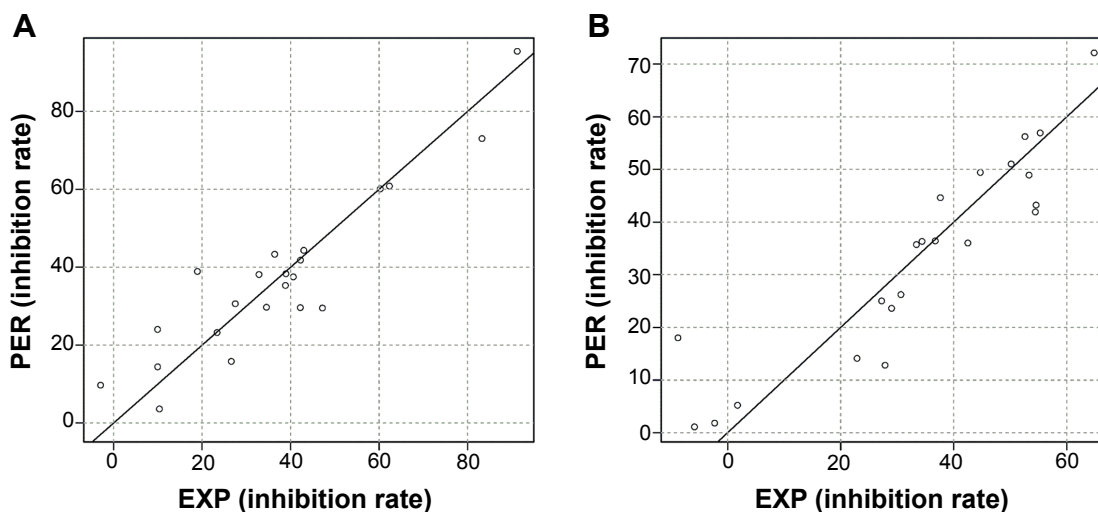 A
PER (inhibition rate)
80
60
40
20
0
0 20 40 60 80
EXP (inhibition rate)
B
PER (inhibition rate)
70
60
50
40
30
20
10
0
0 20 40 60
EXP (inhibition rate)